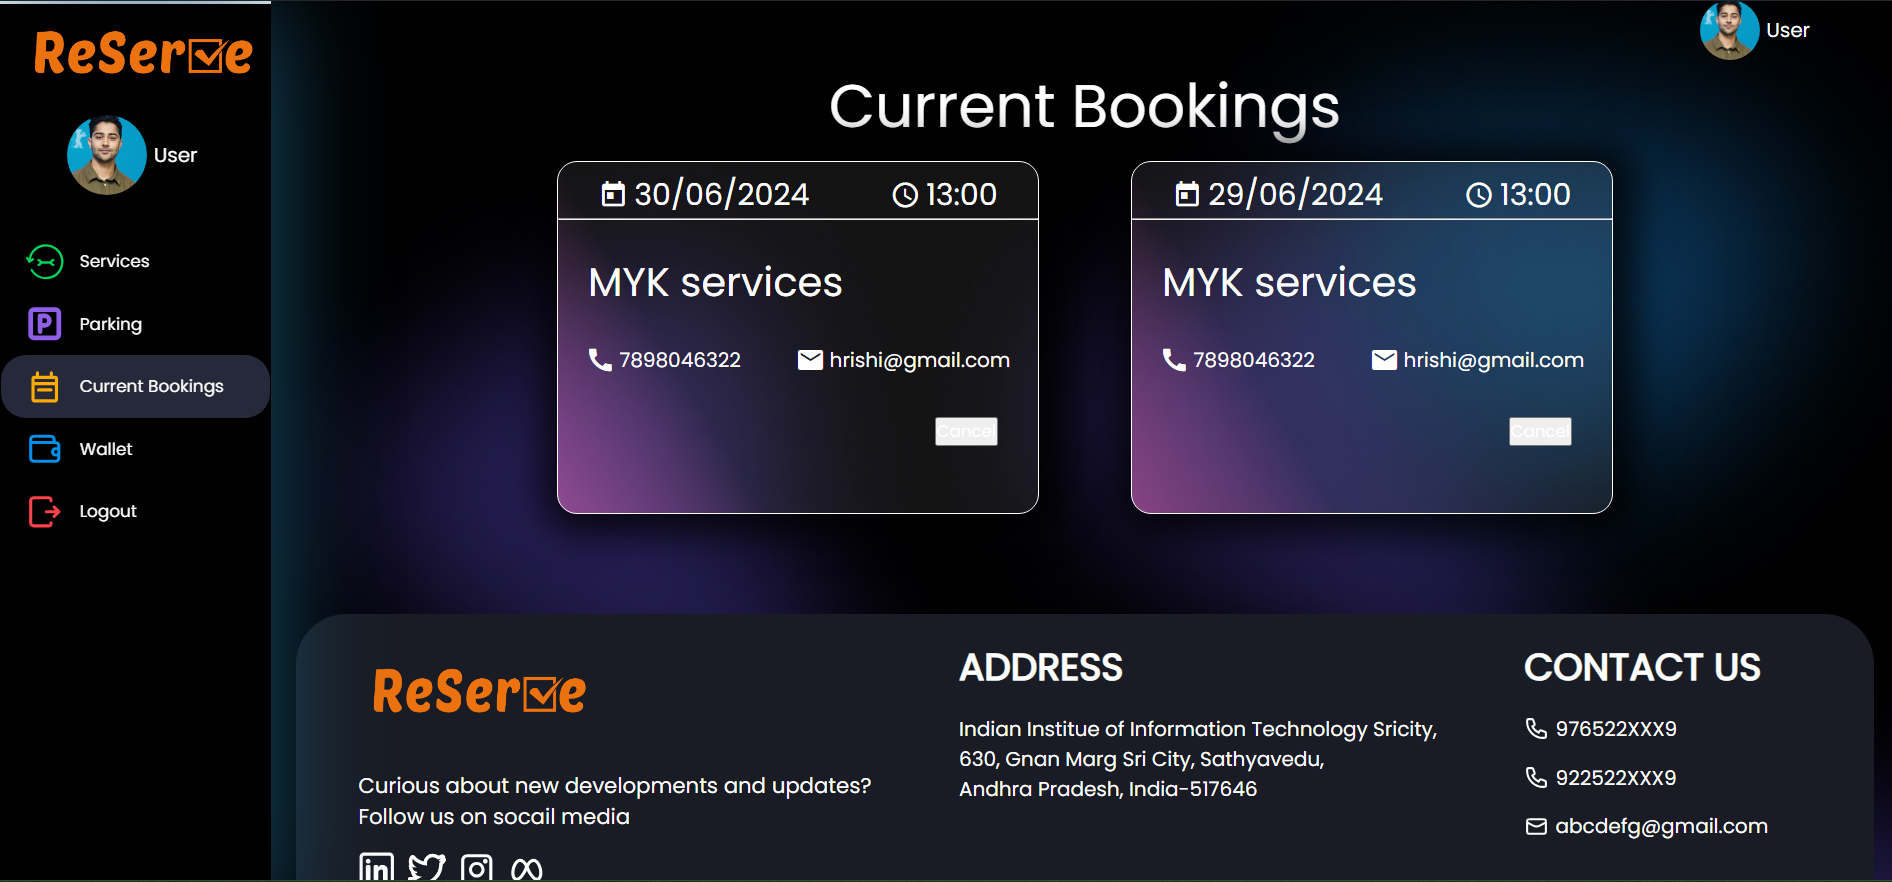 ReServe
User
Services
Parking
Current Bookings
Wallet
Logout
User
Current Bookings
30/06/2024 13:00
MYK services
7898046322 hrishi@gmail.com
Cancel
29/06/2024 13:00
MYK services
7898046322 hrishi@gmail.com
Cancel
ReServe
Curious about new developments and updates?
Follow us on socail media
ADDRESS
Indian Institue of Information Technology Sricity,
630, Gnan Marg Sri City, Sathyavedu,
Andhra Pradesh, India-517646
CONTACT US
976522XXX9
922522XXX9
abcdefg@gmail.com